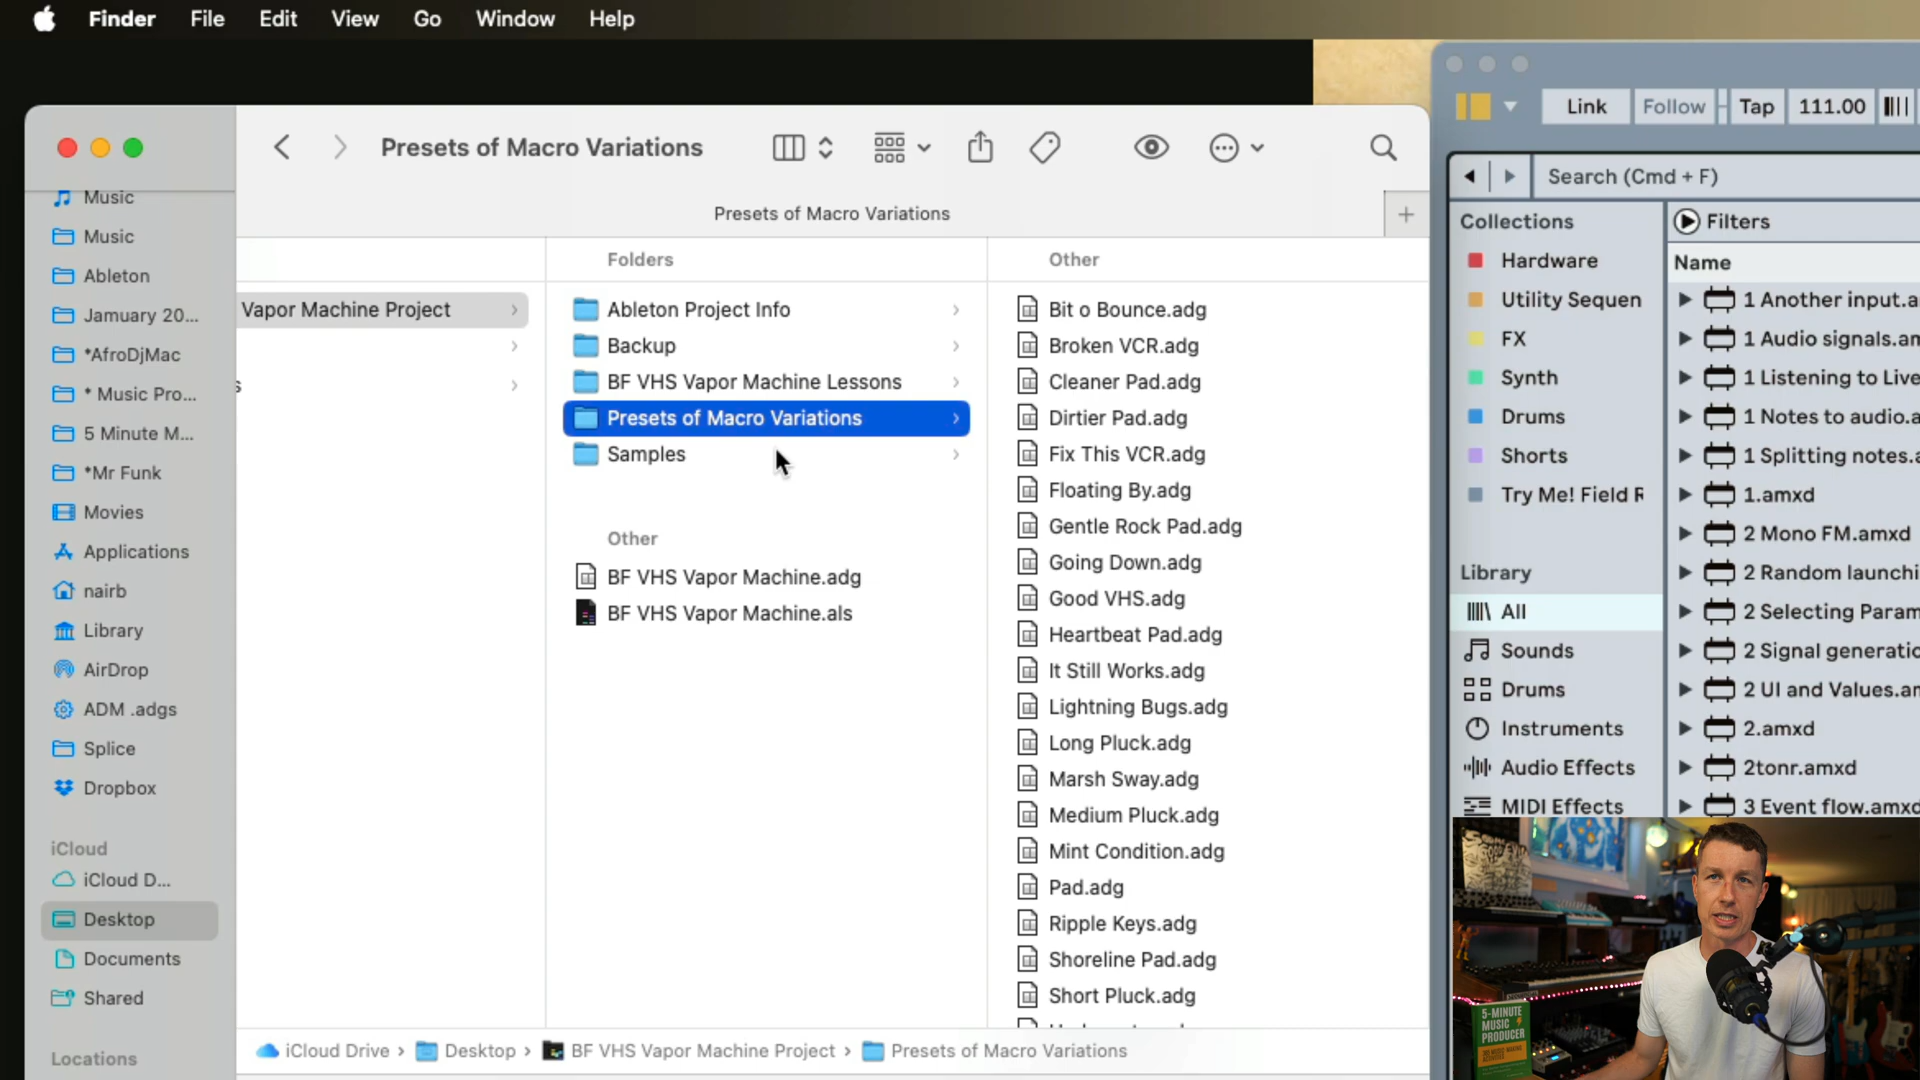 Finder File Edit View Go Window Help
Presets of Macro Variations
Presets of Macro Variations
Music
Music
Ableton
Jamuary 20...
*AfroDjMac
* Music Pro...
5 Minute M...
*Mr Funk
Movies
Applications
nairb
Library
AirDrop
ADM .adgs
Splice
Dropbox
iCloud
iCloud D...
Desktop
Documents
Shared
Locations
Vapor Machine Project
s
Folders
Ableton Project Info
Backup
BF VHS Vapor Machine Lessons
Presets of Macro Variations
Samples
Other
BF VHS Vapor Machine.adg
BF VHS Vapor Machine.als
Other
Bit o Bounce.adg
Broken VCR.adg
Cleaner Pad.adg
Dirtier Pad.adg
Fix This VCR.adg
Floating By.adg
Gentle Rock Pad.adg
Going Down.adg
Good VHS.adg
Heartbeat Pad.adg
It Still Works.adg
Lightning Bugs.adg
Long Pluck.adg
Marsh Sway.adg
Medium Pluck.adg
Mint Condition.adg
Pad.adg
Ripple Keys.adg
Shoreline Pad.adg
Short Pluck.adg
iCloud Drive › Desktop › BF VHS Vapor Machine Project › Presets of Macro Variations
Link Follow Tap 111.00
Search (Cmd + F)
Collections
Hardware
Utility Sequen
FX
Synth
Drums
Shorts
Try Me! Field R
Library
All
Sounds
Drums
Instruments
Audio Effects
MIDI Effects
Filters
Name
1 Another input.a
1 Audio signals.am
1 Listening to Live
1 Notes to audio.a
1 Splitting notes.a
1.amxd
2 Mono FM.amxd
2 Random launchi
2 Selecting Param
2 Signal generatio
2 UI and Values.am
2.amxd
2tonr.amxd
3 Event flow.amxd
5-MINUTE
MUSIC
PRODUCER